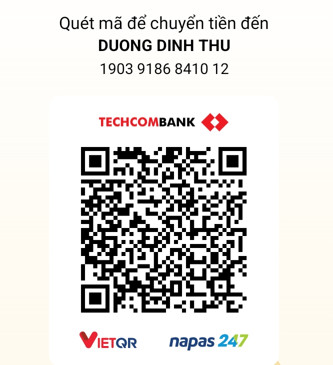 Quét mã để chuyển tiền đến
DUONG DINH THU
1903 9186 8410 12
TECHCOMBANK
VIETQR
napas 247